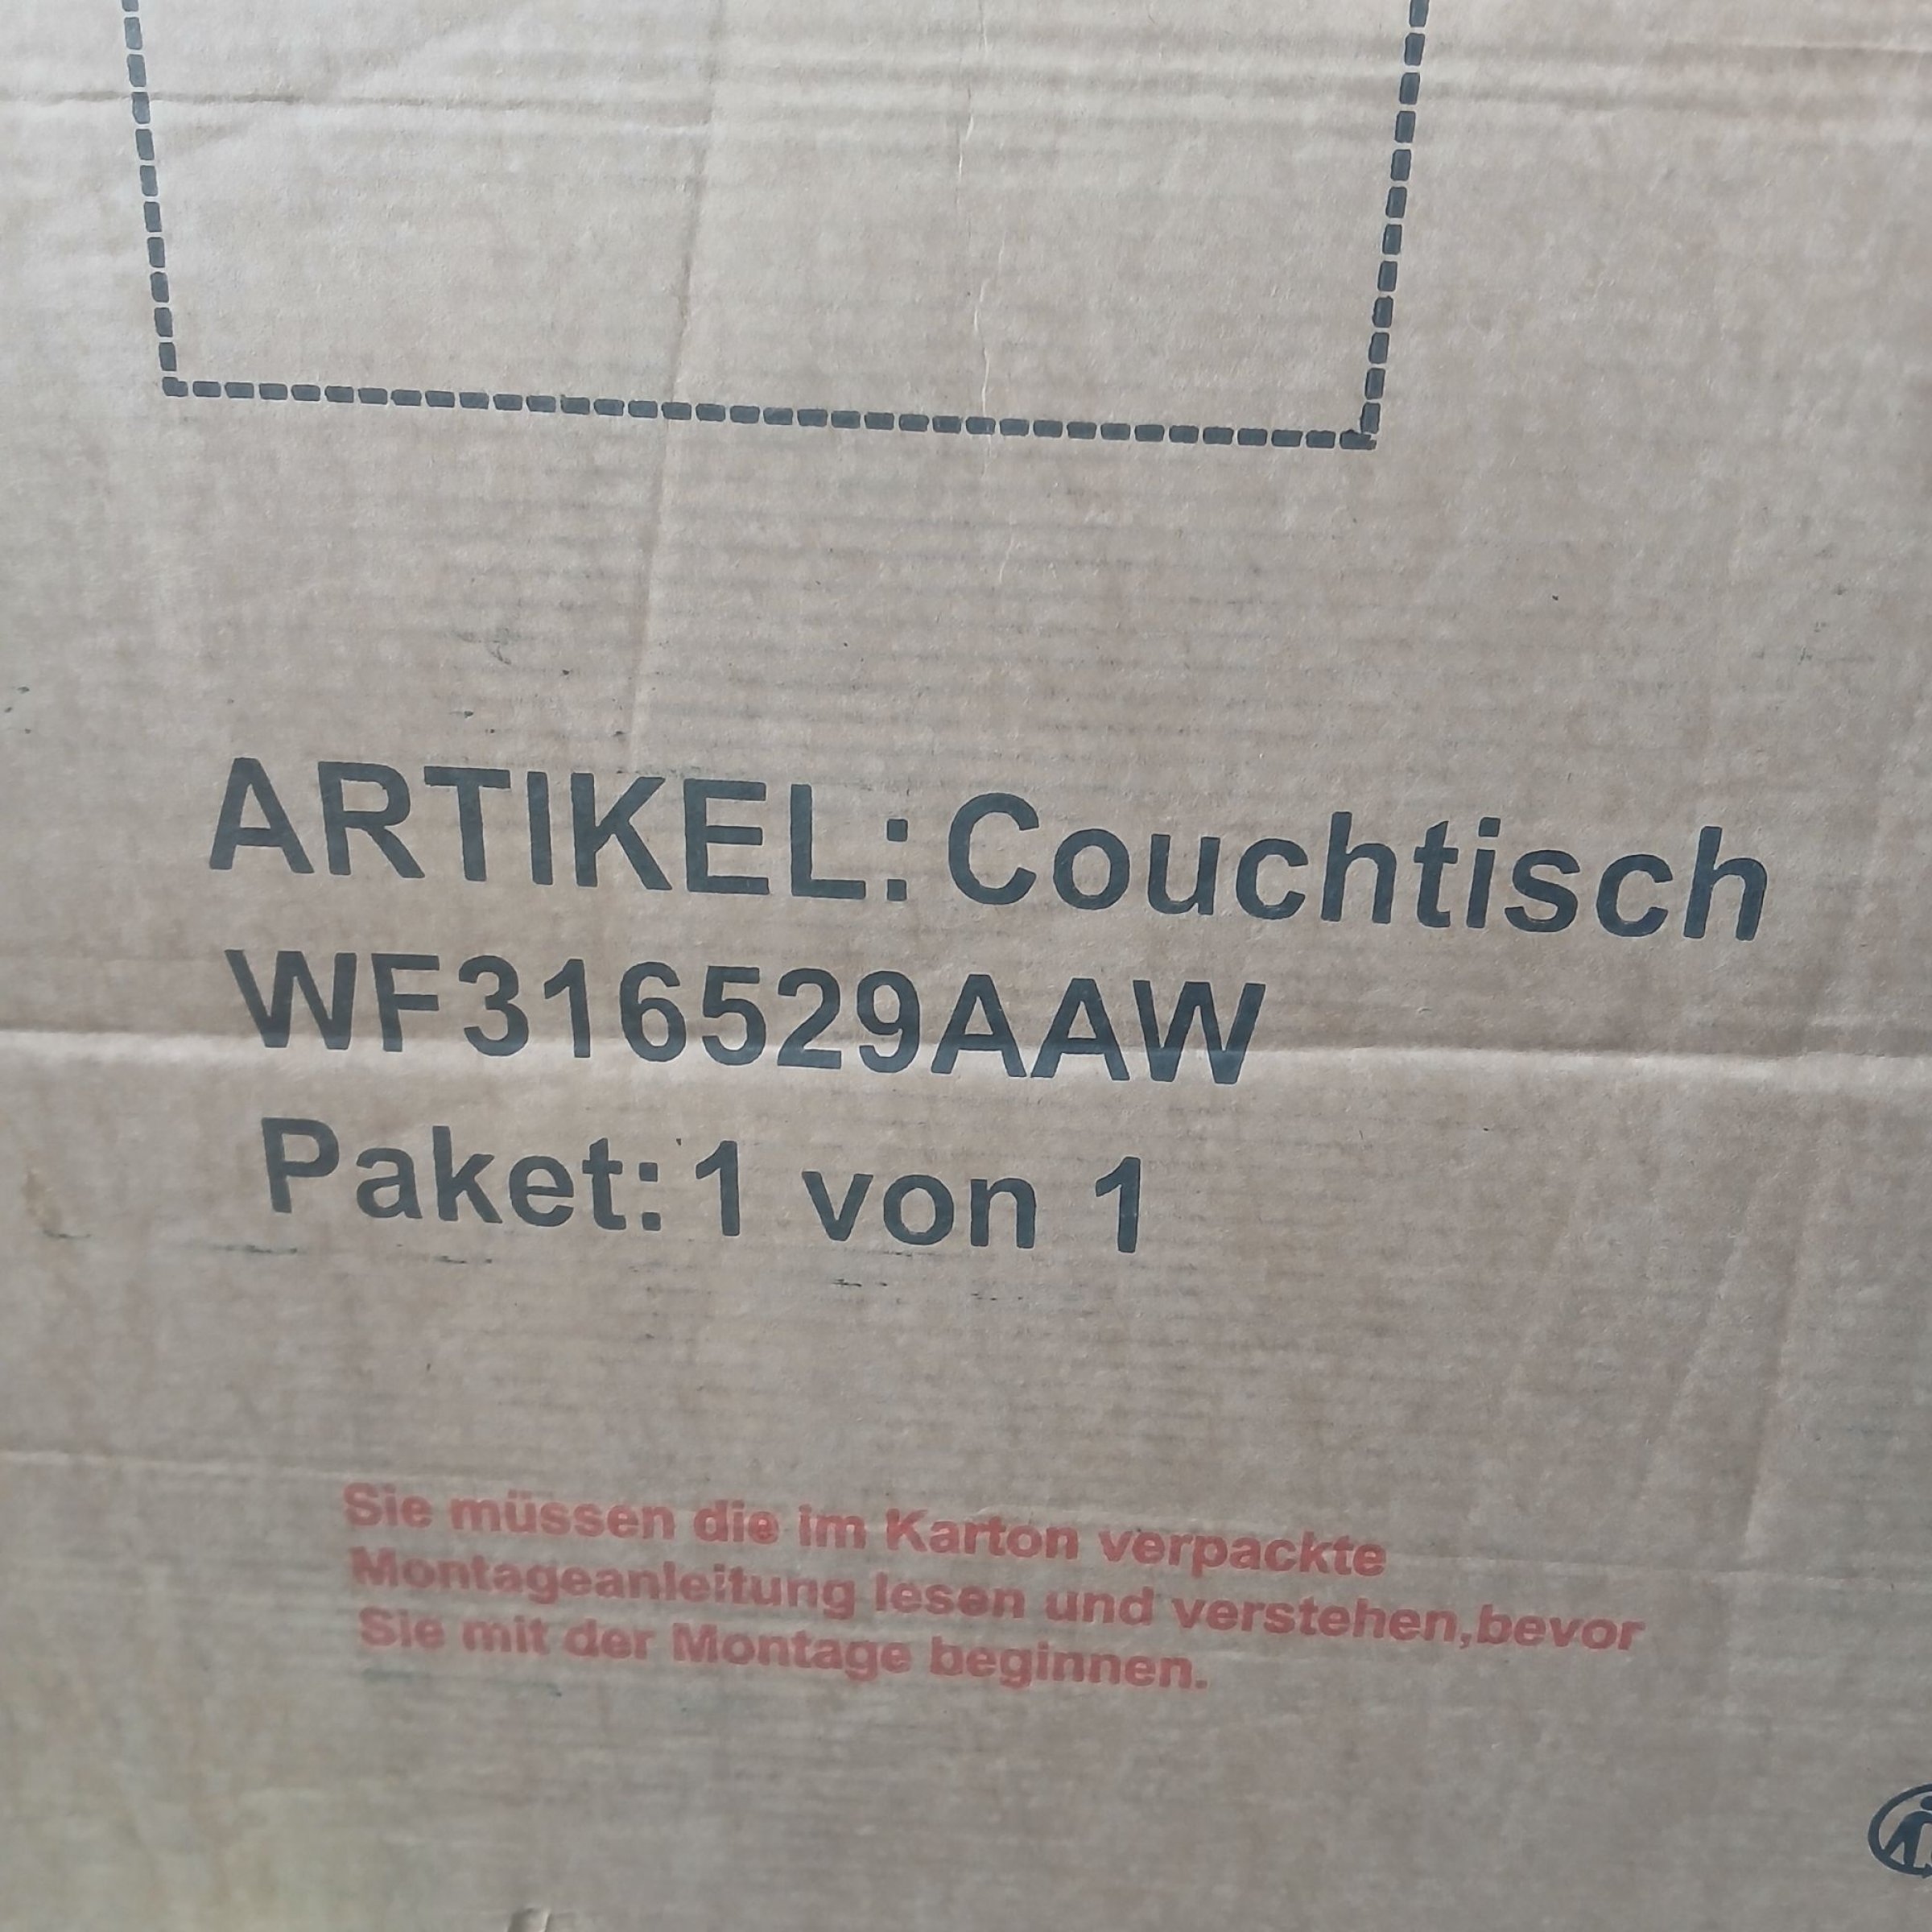 ARTIKEL: Couchtisch
WF316529AAW
Paket: 1 von 1
Sie müssen die im Karton verpackte
Montageanleitung lesen und verstehen,bevor
Sie mit der Montage beginnen.